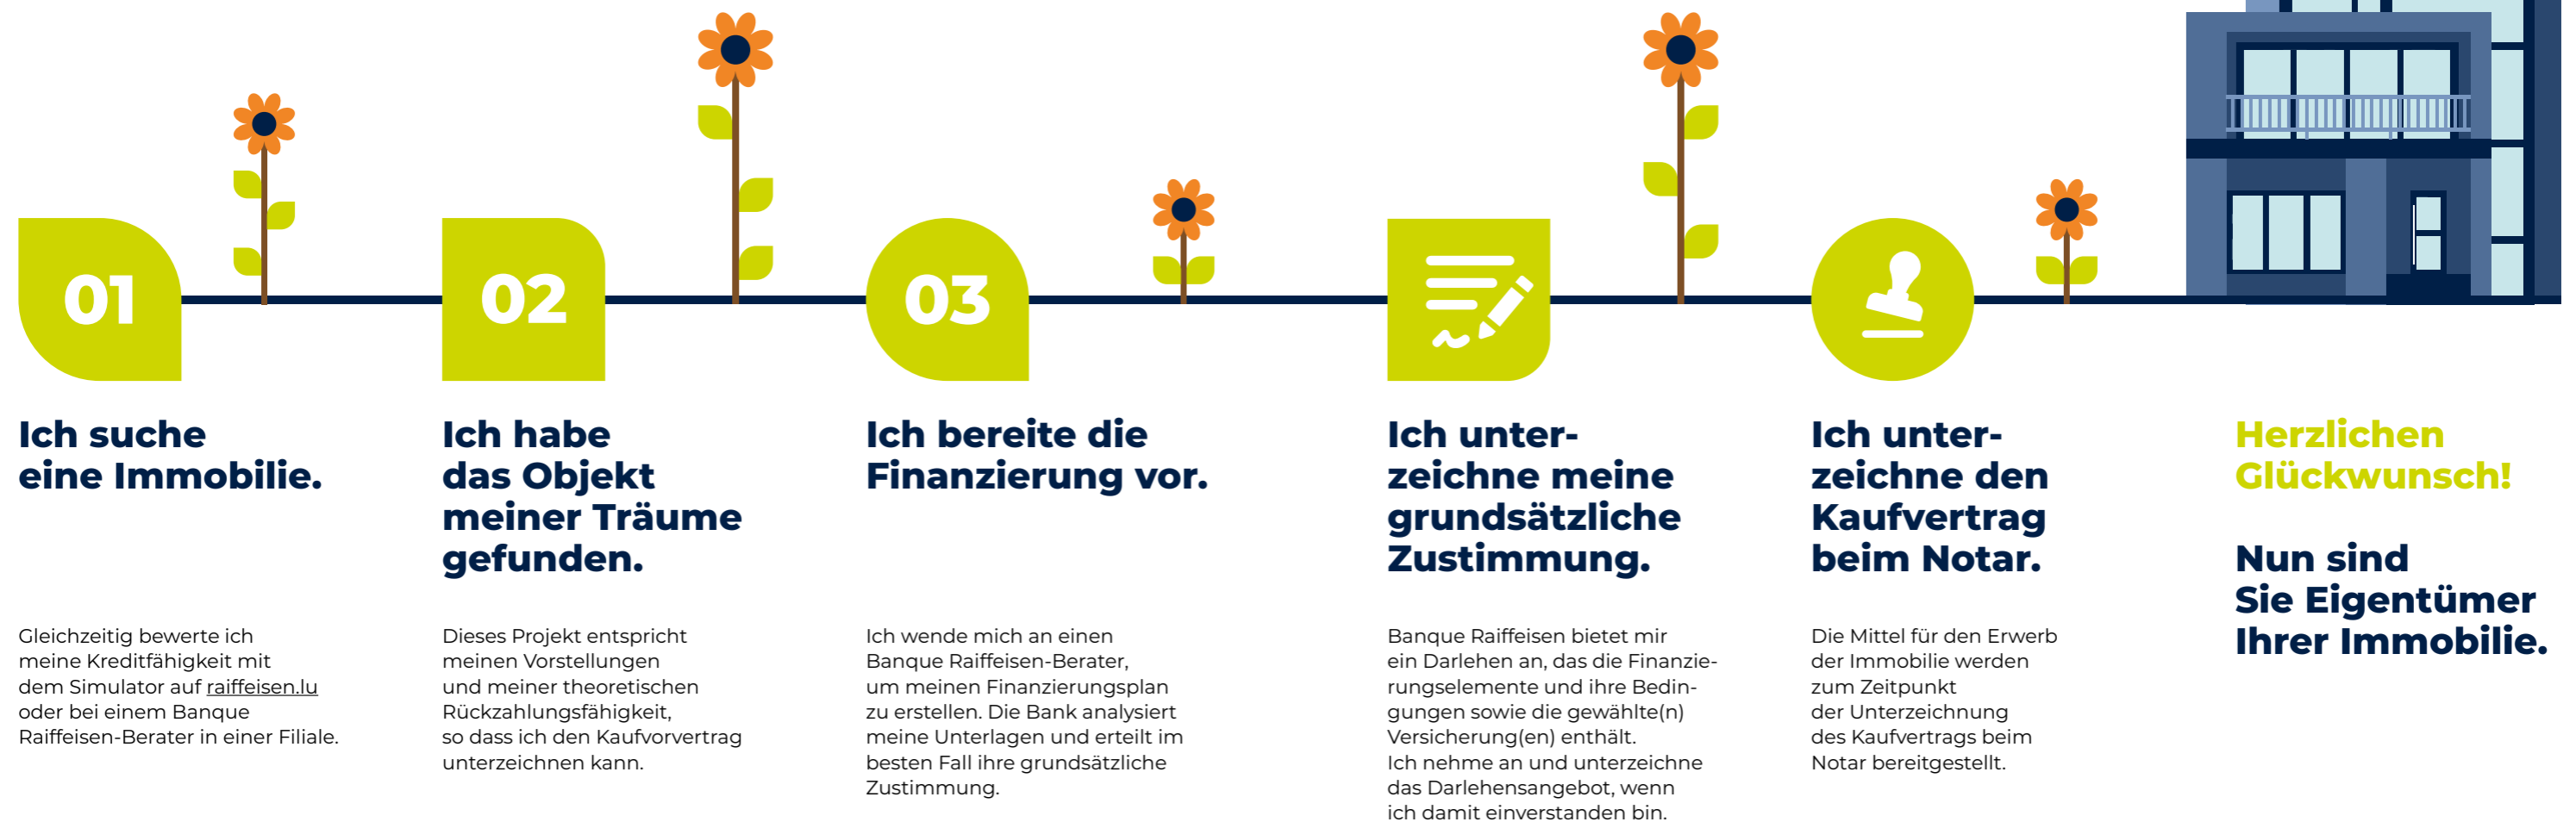 01
Ich suche
eine Immobilie.
Gleichzeitig bewerte ich
meine Kreditfähigkeit mit
dem Simulator auf raiffeisen.lu
oder bei einem Banque
Raiffeisen-Berater in einer Filiale.
02
Ich habe
das Objekt
meiner Träume
gefunden.
Dieses Projekt entspricht
meinen Vorstellungen
und meiner theoretischen
Rückzahlungsfähigkeit,
so dass ich den Kaufvorvertrag
unterzeichnen kann.
03
Ich bereite die
Finanzierung vor.
Ich wende mich an einen
Banque Raiffeisen-Berater,
um meinen Finanzierungsplan
zu erstellen. Die Bank analysiert
meine Unterlagen und erteilt im
besten Fall ihre grundsätzliche
Zustimmung.
Ich unter-
zeichne meine
grundsätzliche
Zustimmung.
Banque Raiffeisen bietet mir
ein Darlehen an, das die Finanzie-
rungselemente und ihre Bedin-
gungen sowie die gewählte(n)
Versicherung(en) enthält.
Ich nehme an und unterzeichne
das Darlehensangebot, wenn
ich damit einverstanden bin.
Ich unter-
zeichne den
Kaufvertrag
beim Notar.
Die Mittel für den Erwerb
der Immobilie werden
zum Zeitpunkt
der Unterzeichnung
des Kaufvertrags beim
Notar bereitgestellt.
Herzlichen
Glückwunsch!
Nun sind
Sie Eigentümer
Ihrer Immobilie.